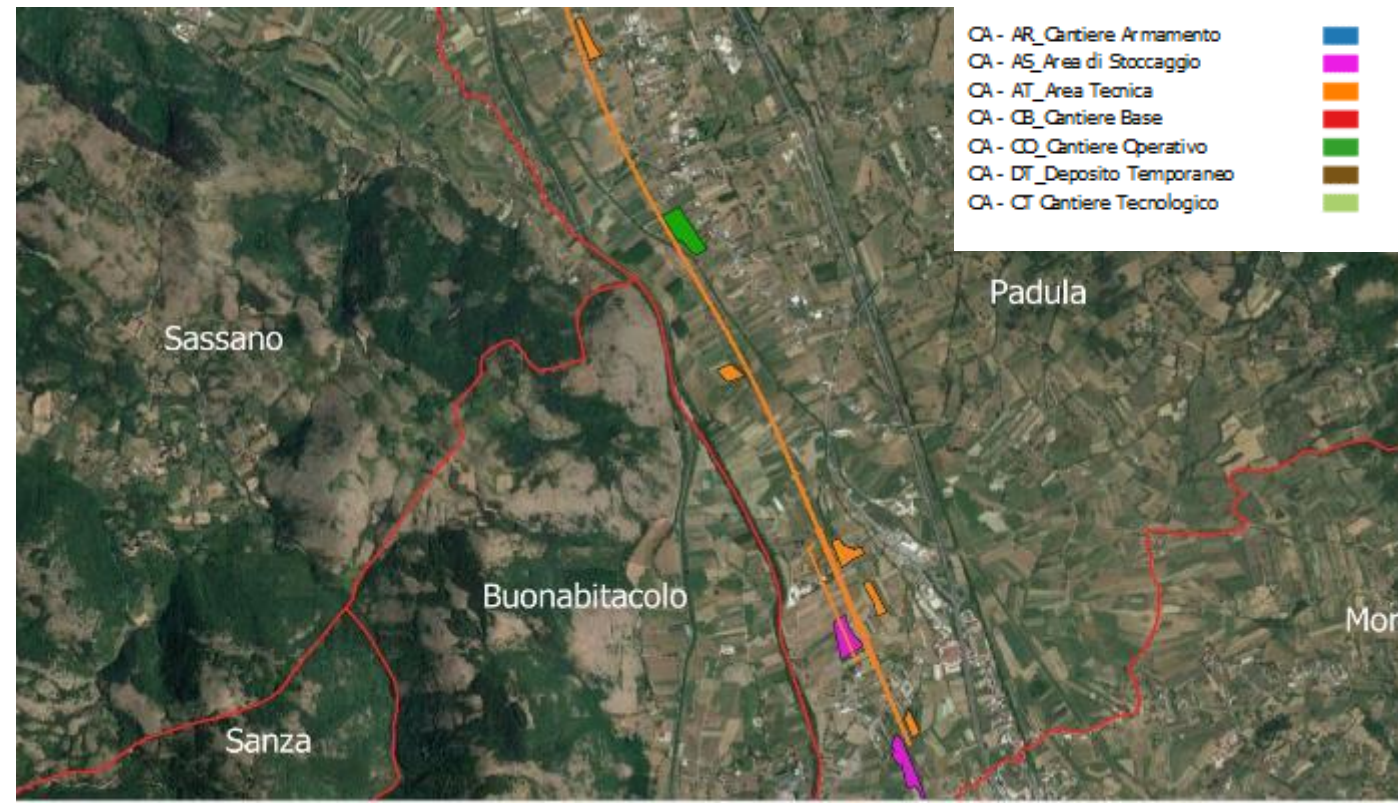 CA - AR_Cantiere Armamento
CA - AS_Area di Stoccaggio
CA - AT_Area Tecnica
CA - CB_Cantiere Base
CA - CO_Cantiere Operativo
CA - DT_Deposito Temporaneo
CA - CT Cantiere Tecnologico
Padula
Sassano
Buonabitacolo
Mor
Sanza